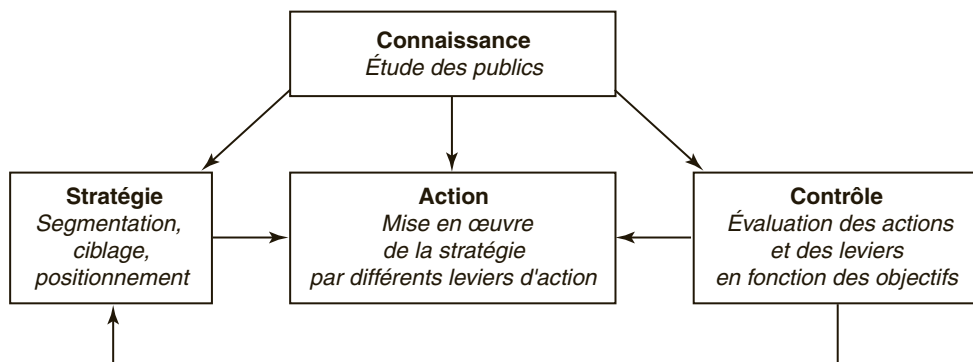 Connaissance
Étude des publics
Stratégie
Segmentation,
ciblage,
positionnement
Action
Mise en œuvre
de la stratégie
par différents leviers d'action
Contrôle
Évaluation des actions
et des leviers
en fonction des objectifs